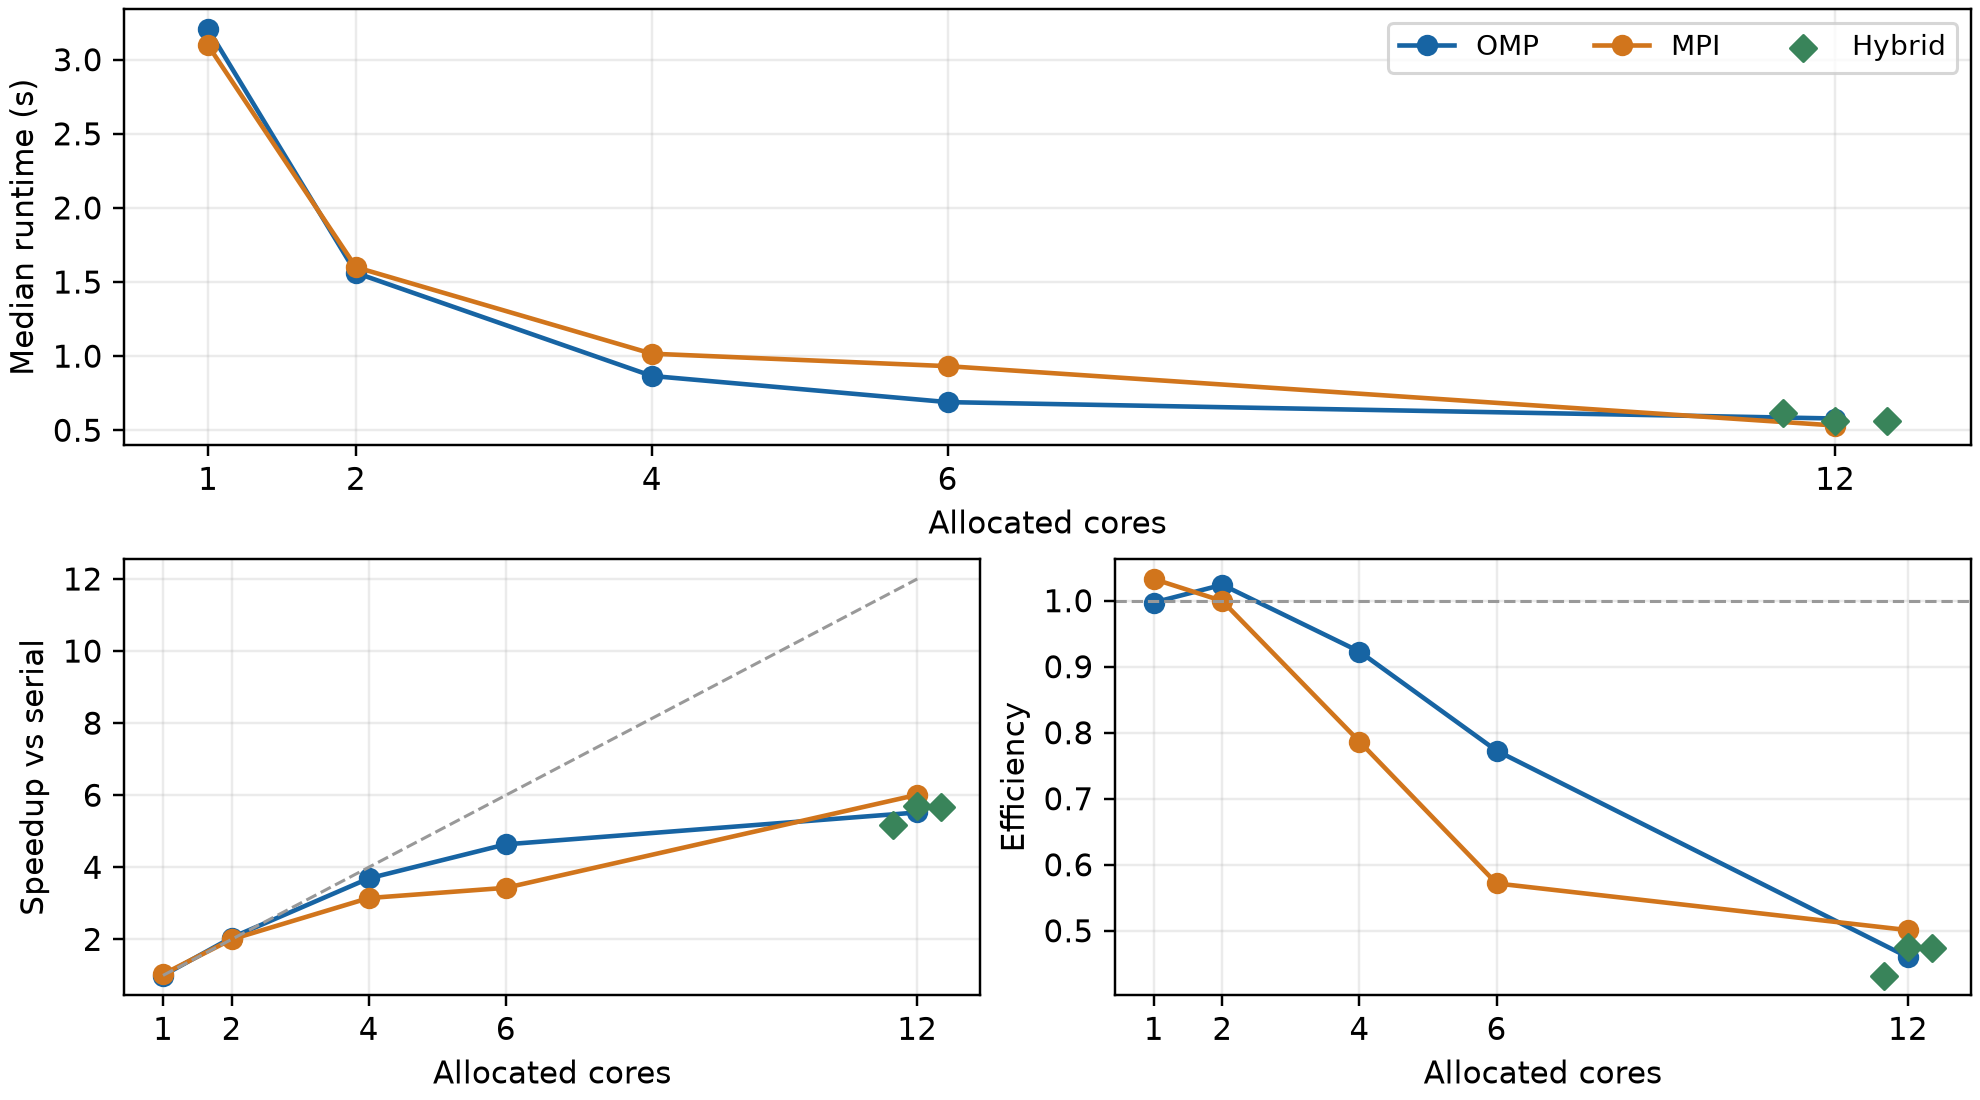 Median runtime (s)
3.0
2.5
2.0
1.5
1.0
0.5
OMP MPI Hybrid
1 2 4 6 12
Allocated cores
Speedup vs serial
12
10
8
6
4
2
1 2 4 6 12
Allocated cores
Efficiency
1.0
0.9
0.8
0.7
0.6
0.5
1 2 4 6 12
Allocated cores